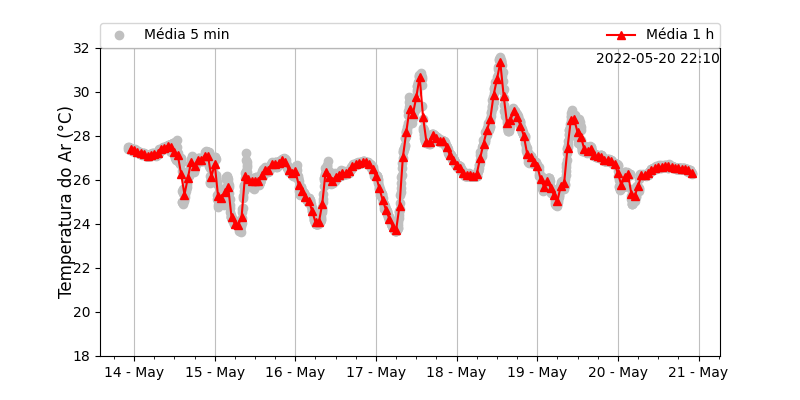 Média 5 min
Média 1 h
2022-05-20 22:10
Temperatura do Ar (°C)
32
30
28
26
24
22
20
18
14 - May
15 - May
16 - May
17 - May
18 - May
19 - May
20 - May
21 - May